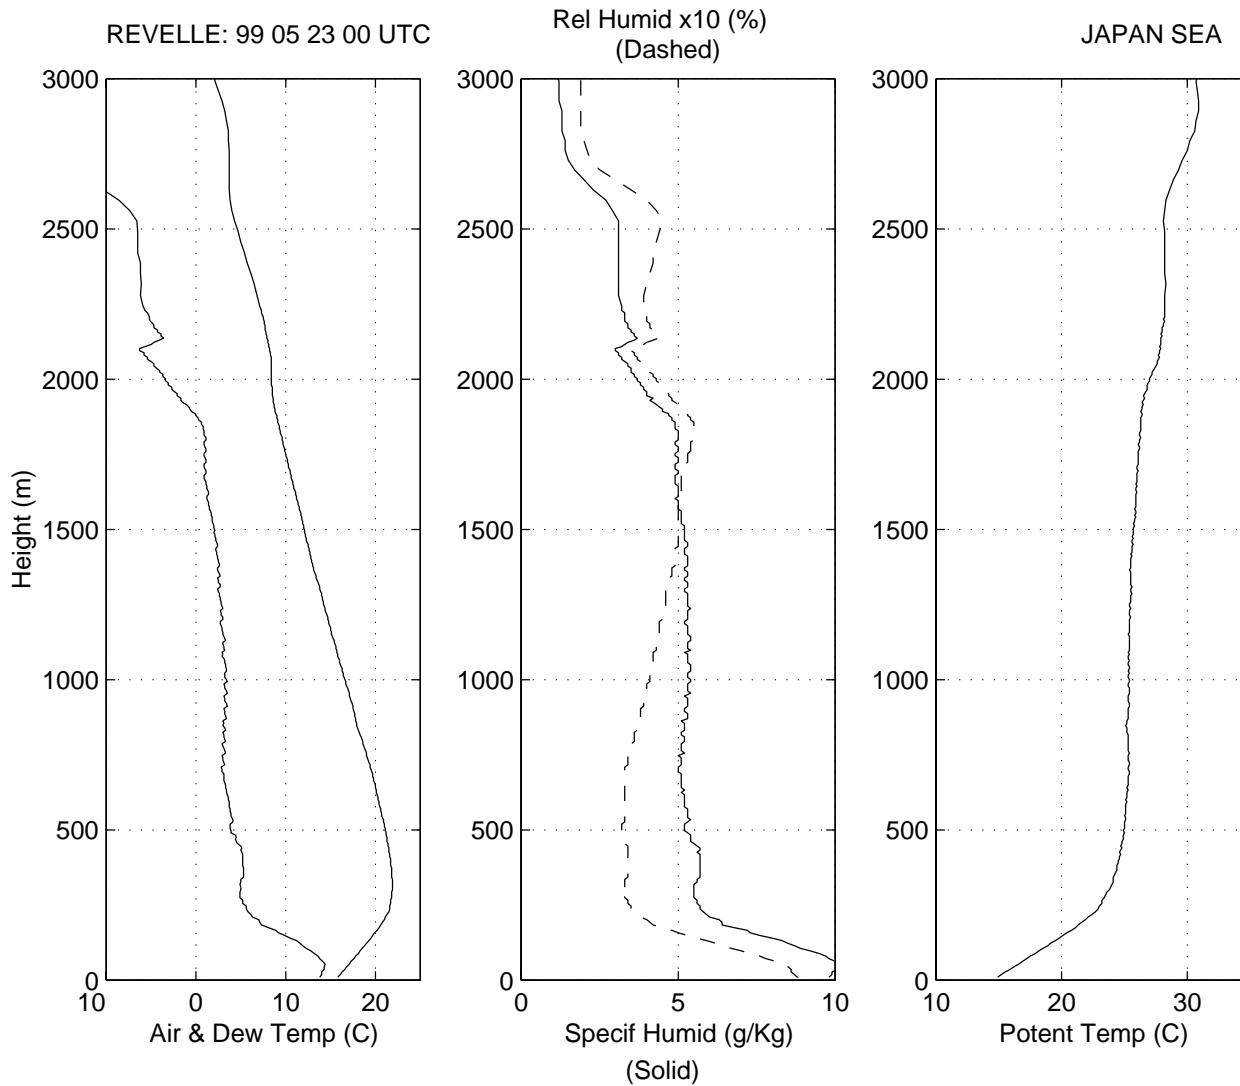 REVELLE: 99 05 23 00 UTC
Rel Humid x10 (%)
(Dashed)
JAPAN SEA
Height (m)
3000
2500
2000
1500
1000
500
0
10 0 10 20
Air & Dew Temp (C)
3000
2500
2000
1500
1000
500
0
0 5 10
Specif Humid (g/Kg)
(Solid)
3000
2500
2000
1500
1000
500
0
10 20 30
Potent Temp (C)